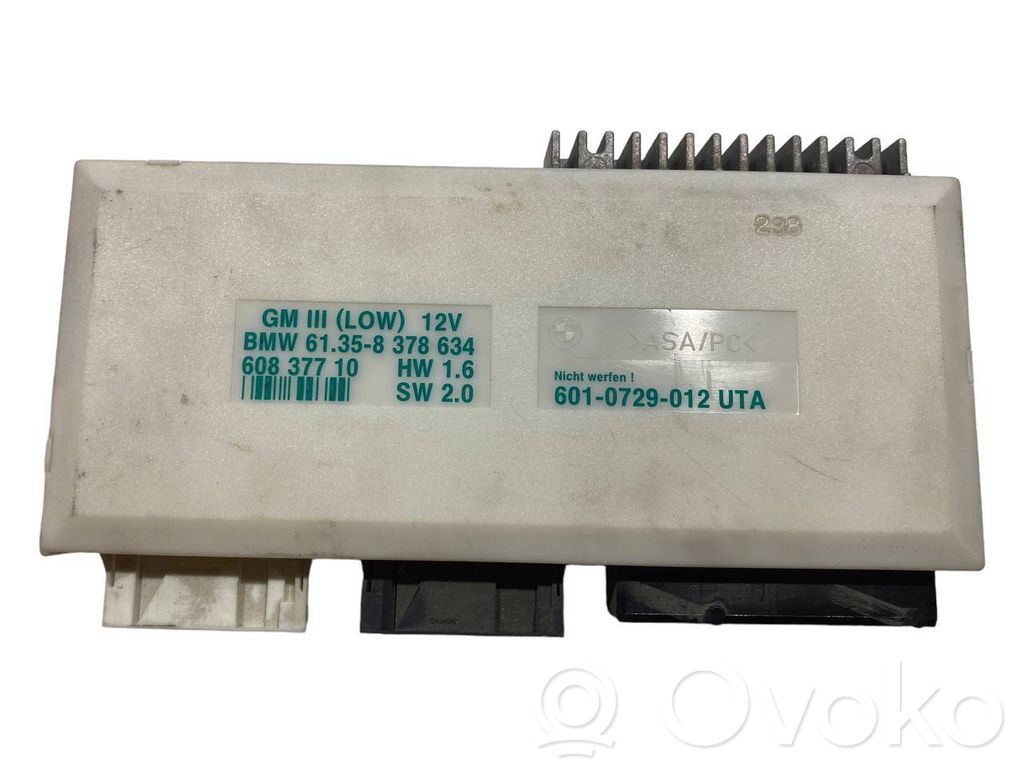 238
GM III (LOW) 12V
BMW 61.35-8 378 634
608 377 10 HW 1.6
SW 2.0
>ASA/PC<
Nicht werfen !
601-0729-012 UTA
Ovoko